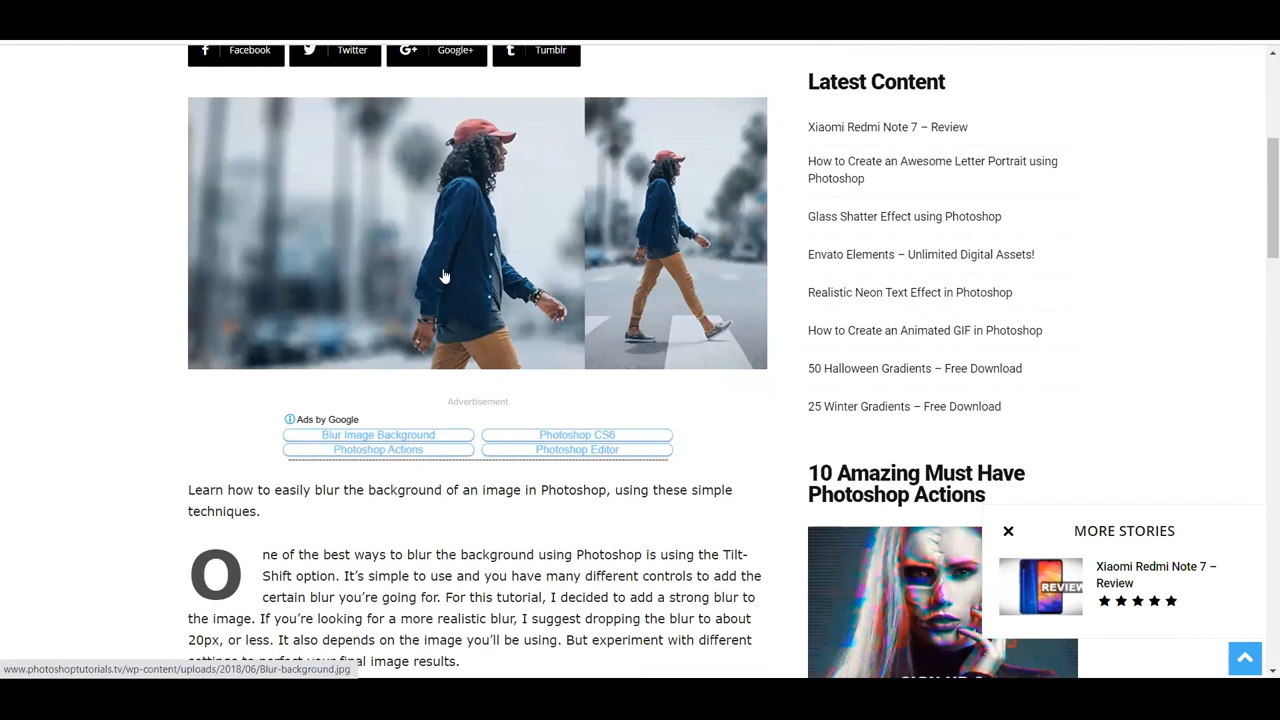 Facebook
Twitter
Google+
Tumblr
Advertisement
Ads by Google
Blur Image Background
Photoshop CS6
Photoshop Actions
Photoshop Editor
Learn how to easily blur the background of an image in Photoshop, using these simple
techniques.
One of the best ways to blur the background using Photoshop is using the Tilt-
Shift option. It's simple to use and you have many different controls to add the
certain blur you're going for. For this tutorial, I decided to add a strong blur to
the image. If you're looking for a more realistic blur, I suggest dropping the blur to about
20px, or less. It also depends on the image you'll be using. But experiment with different
settings to perfect your final image results.
www.photoshoptutorials.tv/wp-content/uploads/2018/06/Blur-background.jpg
Latest Content
Xiaomi Redmi Note 7 – Review
How to Create an Awesome Letter Portrait using
Photoshop
Glass Shatter Effect using Photoshop
Envato Elements – Unlimited Digital Assets!
Realistic Neon Text Effect in Photoshop
How to Create an Animated GIF in Photoshop
50 Halloween Gradients – Free Download
25 Winter Gradients – Free Download
10 Amazing Must Have
Photoshop Actions
MORE STORIES
REVIEW
Xiaomi Redmi Note 7 –
Review